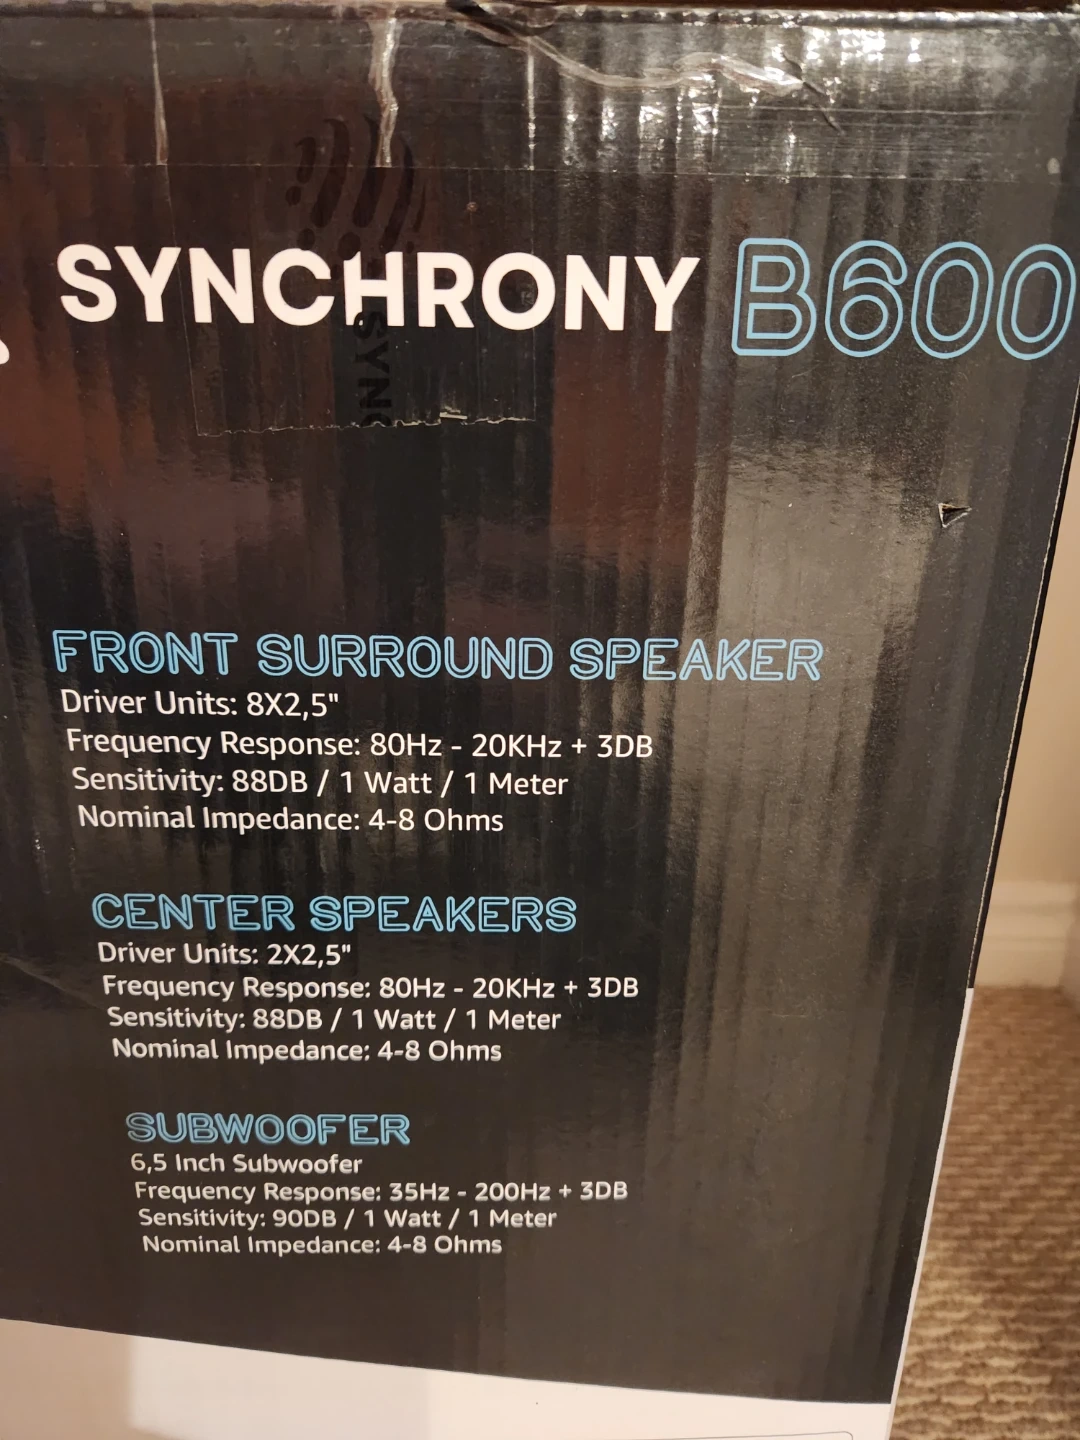 SYNCHRONY B600
SYNC
FRONT SURROUND SPEAKER
Driver Units: 8X2,5"
Frequency Response: 80Hz - 20KHz + 3DB
Sensitivity: 88DB / 1 Watt / 1 Meter
Nominal Impedance: 4-8 Ohms
CENTER SPEAKERS
Driver Units: 2X2,5"
Frequency Response: 80Hz - 20KHz + 3DB
Sensitivity: 88DB / 1 Watt / 1 Meter
Nominal Impedance: 4-8 Ohms
SUBWOOFER
6,5 Inch Subwoofer
Frequency Response: 35Hz - 200Hz + 3DB
Sensitivity: 90DB / 1 Watt / 1 Meter
Nominal Impedance: 4-8 Ohms